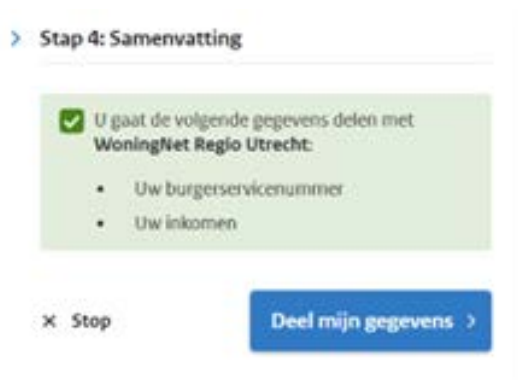 Stap 4: Samenvatting
U gaat de volgende gegevens delen met
WoningNet Regio Utrecht:
• Uw burgerservicenummer
• Uw inkomen
× Stop
Deel mijn gegevens >